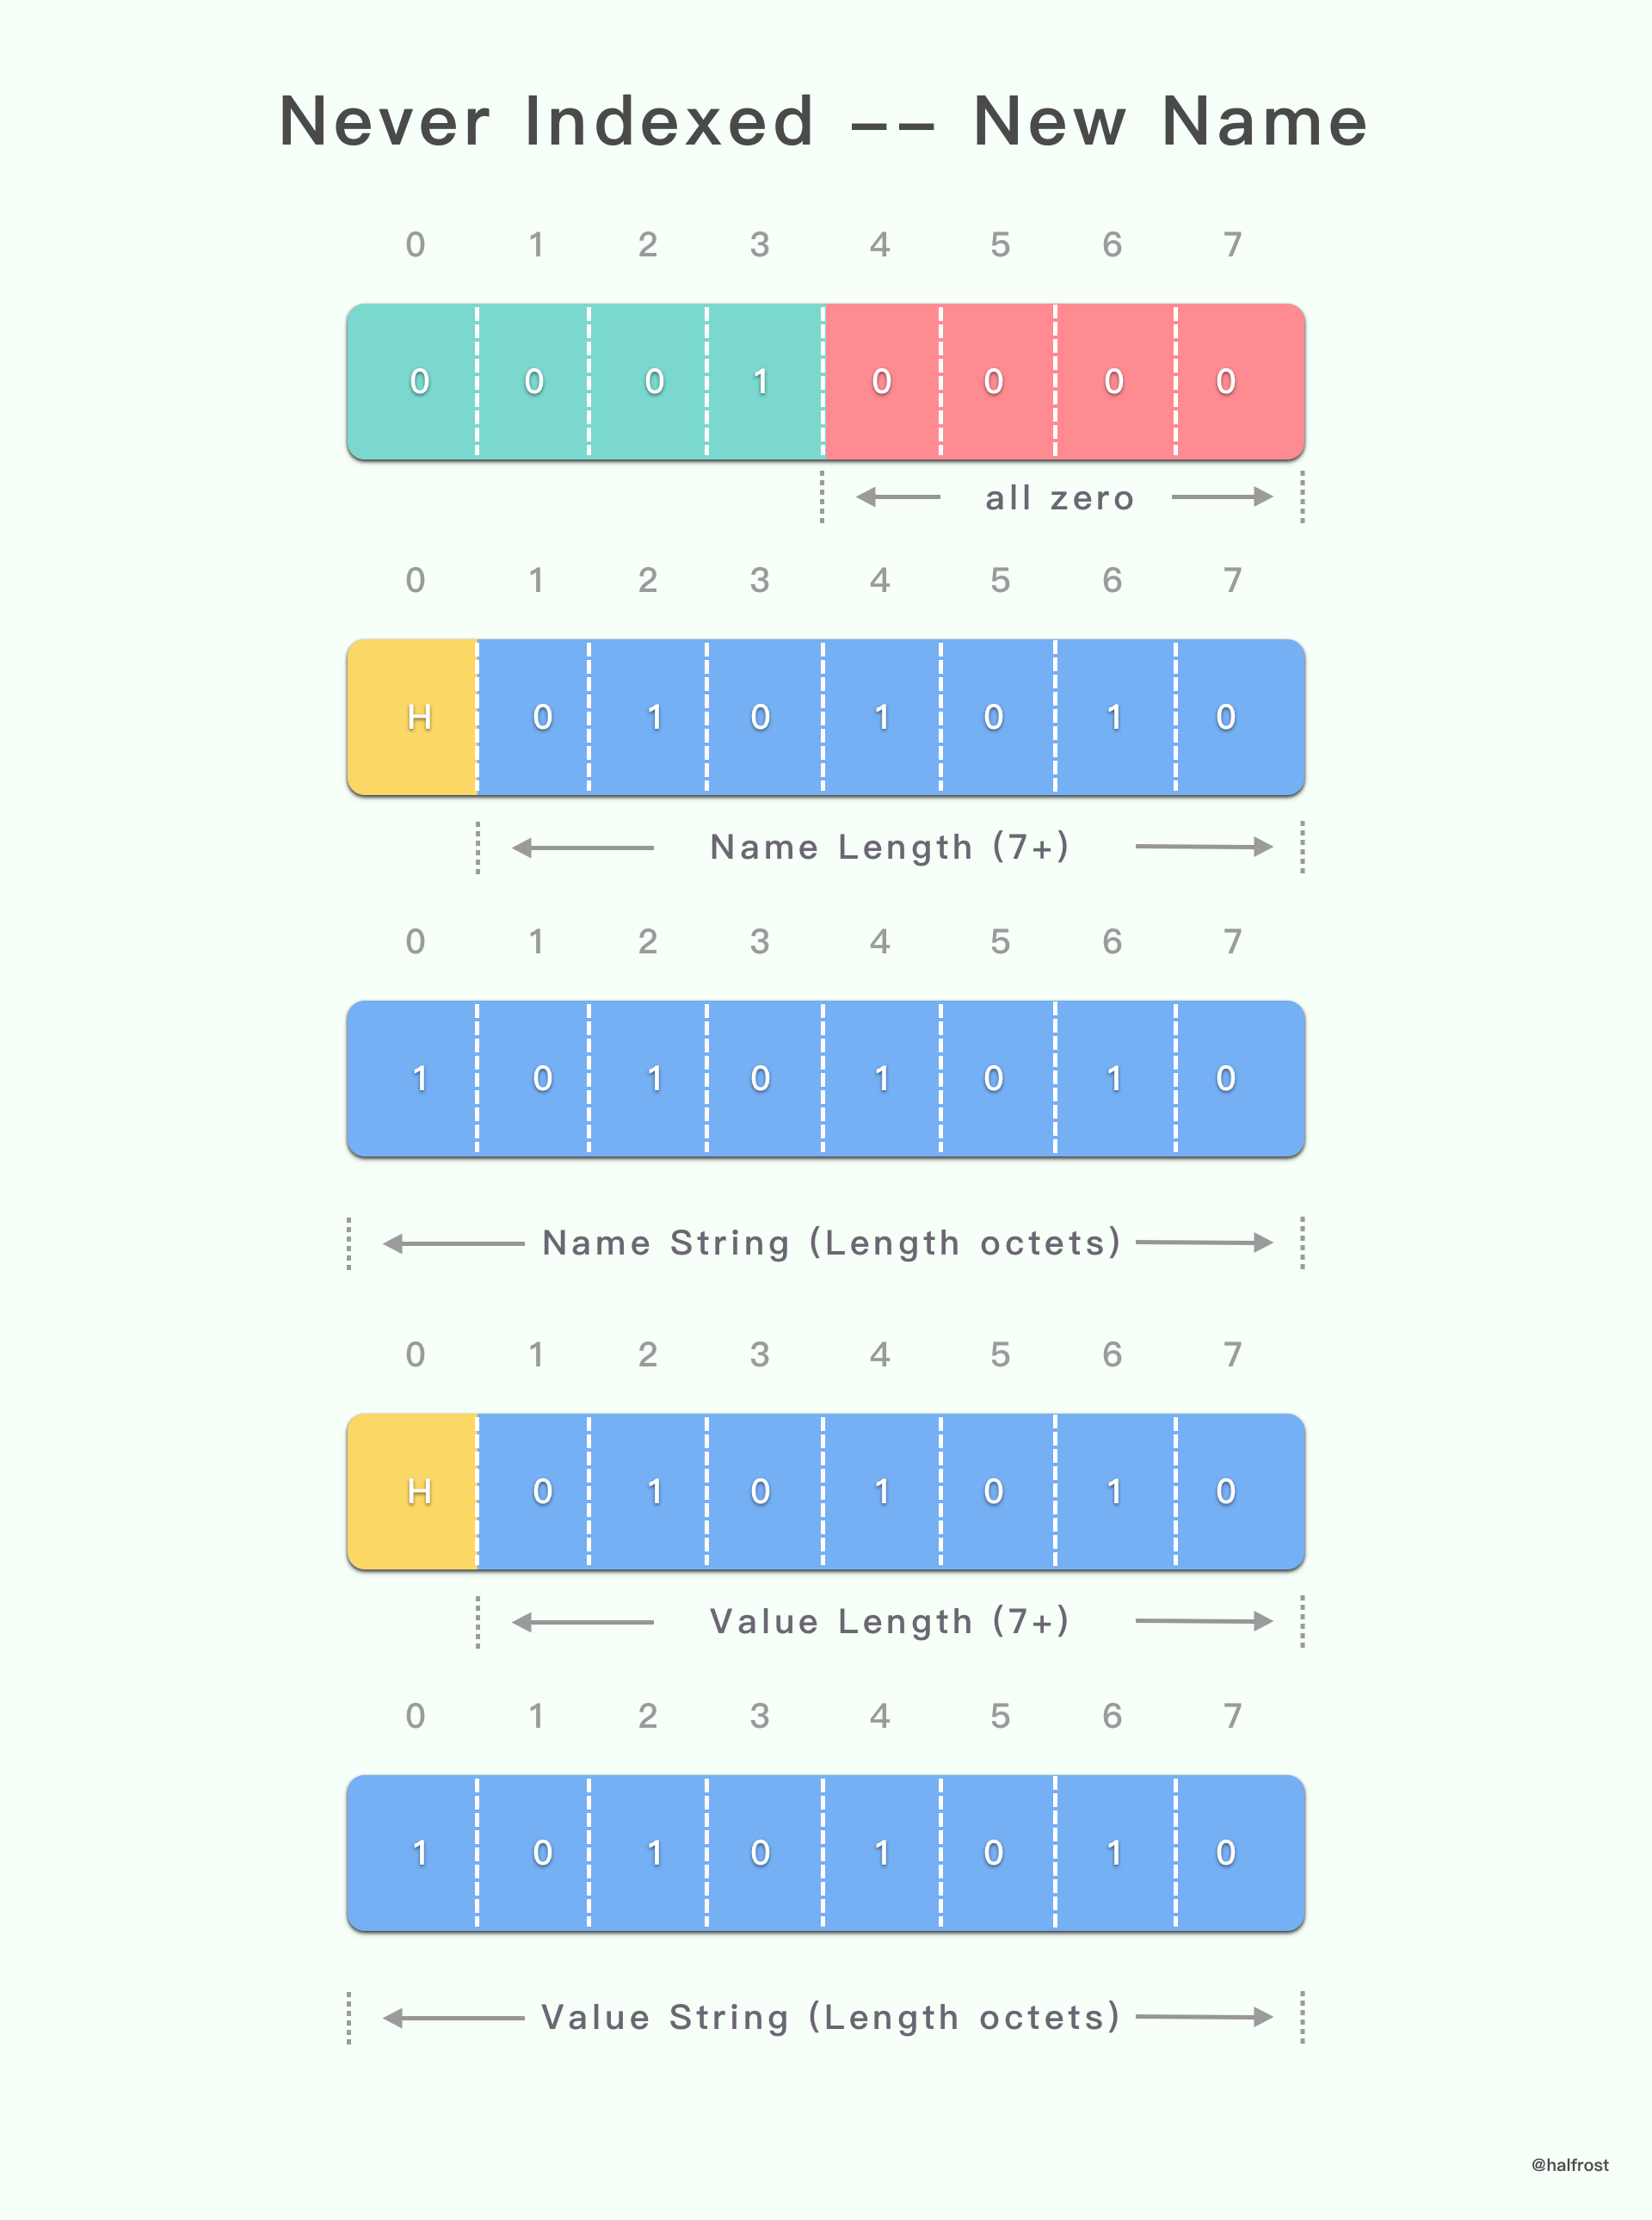 Never Indexed -- New Name
0 1 2 3 4 5 6 7
0 0 0 1 0 0 0 0
all zero
0 1 2 3 4 5 6 7
H 0 1 0 1 0 1 0
Name Length (7+)
0 1 2 3 4 5 6 7
1 0 1 0 1 0 1 0
Name String (Length octets)
0 1 2 3 4 5 6 7
H 0 1 0 1 0 1 0
Value Length (7+)
0 1 2 3 4 5 6 7
1 0 1 0 1 0 1 0
Value String (Length octets)
@halfrost